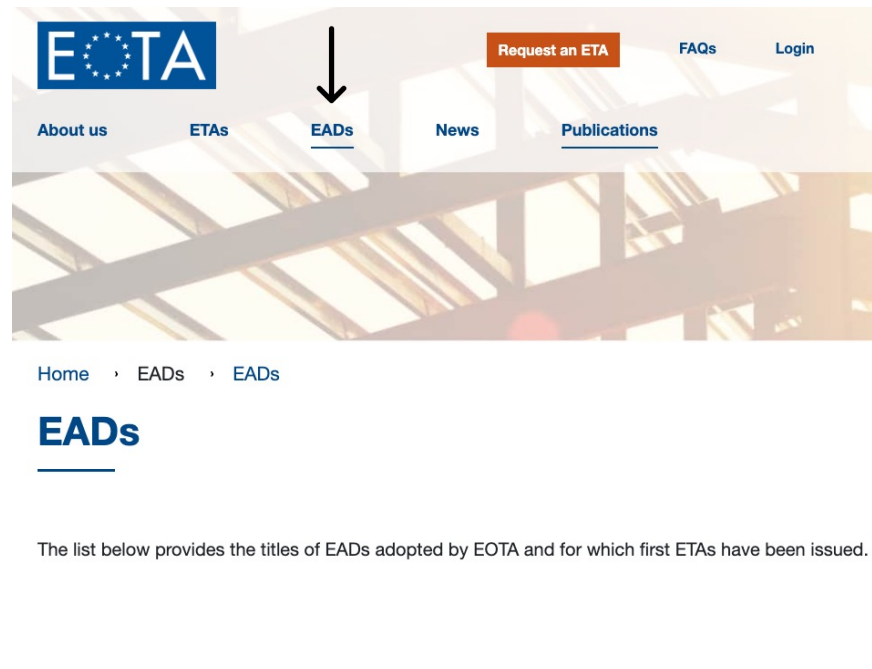 EOTA
Request an ETA FAQs Login
About us ETAs EADs News Publications
Home › EADs › EADs
EADs
The list below provides the titles of EADs adopted by EOTA and for which first ETAs have been issued.